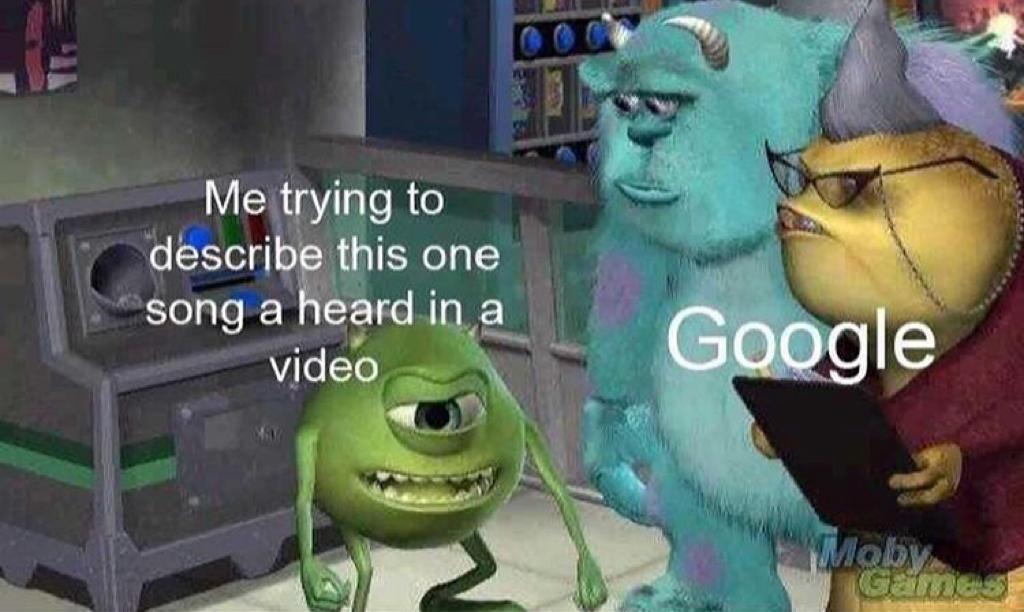 Me trying to
describe this one
song a heard in a
video
Google
Moby
Games